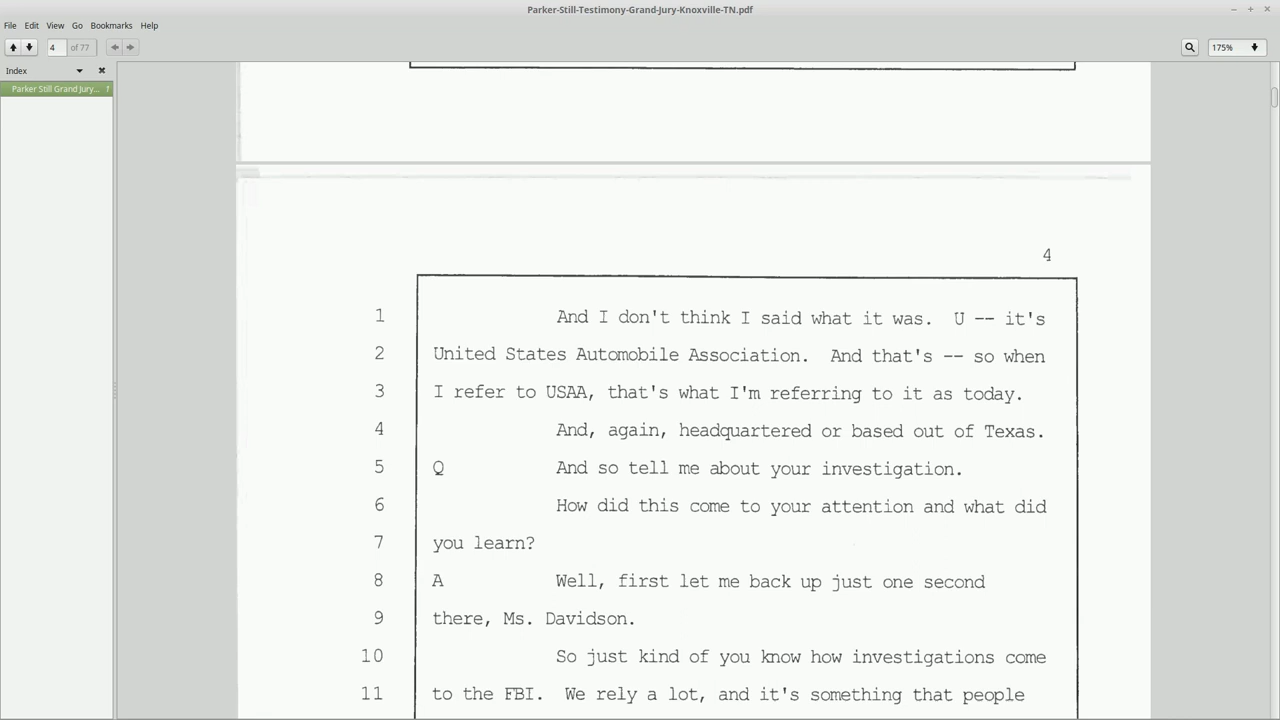 Parker-Still-Testimony-Grand-Jury-Knoxville-TN.pdf
File Edit View Go Bookmarks Help
4 of 77
175%
Index
Parker Still Grand Jury... 1
4
1 And I don't think I said what it was. U -- it's
2 United States Automobile Association. And that's -- so when
3 I refer to USAA, that's what I'm referring to it as today.
4 And, again, headquartered or based out of Texas.
5 Q And so tell me about your investigation.
6 How did this come to your attention and what did
7 you learn?
8 A Well, first let me back up just one second
9 there, Ms. Davidson.
10 So just kind of you know how investigations come
11 to the FBI. We rely a lot, and it's something that people